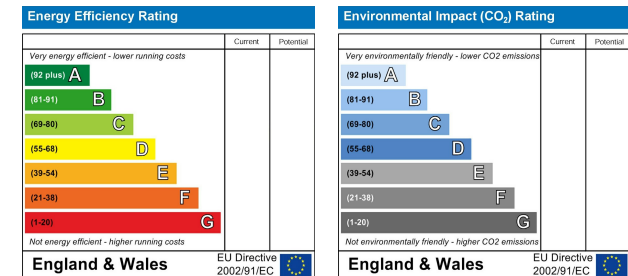 Energy Efficiency Rating
Current Potential
Very energy efficient - lower running costs
(92 plus) A
(81-91) B
(69-80) C
(55-68) D
(39-54) E
(21-38) F
(1-20) G
Not energy efficient - higher running costs
England & Wales
EU Directive
2002/91/EC
Environmental Impact (CO₂) Rating
Current Potential
Very environmentally friendly - lower CO2 emissions
(92 plus) A
(81-91) B
(69-80) C
(55-68) D
(39-54) E
(21-38) F
(1-20) G
Not environmentally friendly - higher CO2 emissions
England & Wales
EU Directive
2002/91/EC